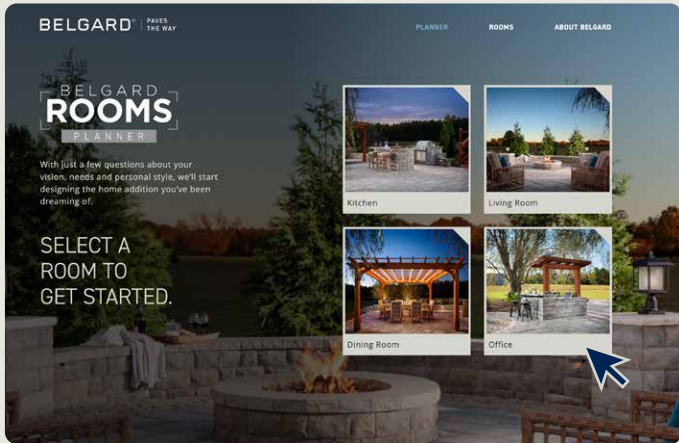 BELGARD® | PAVES
THE WAY
PLANNER
ROOMS
ABOUT BELGARD
BELGARD
ROOMS
PLANNER
With just a few questions about your
vision, needs and personal style, we'll start
designing the home addition you've been
dreaming of.
SELECT A
ROOM TO
GET STARTED.
Kitchen
Living Room
Dining Room
Office